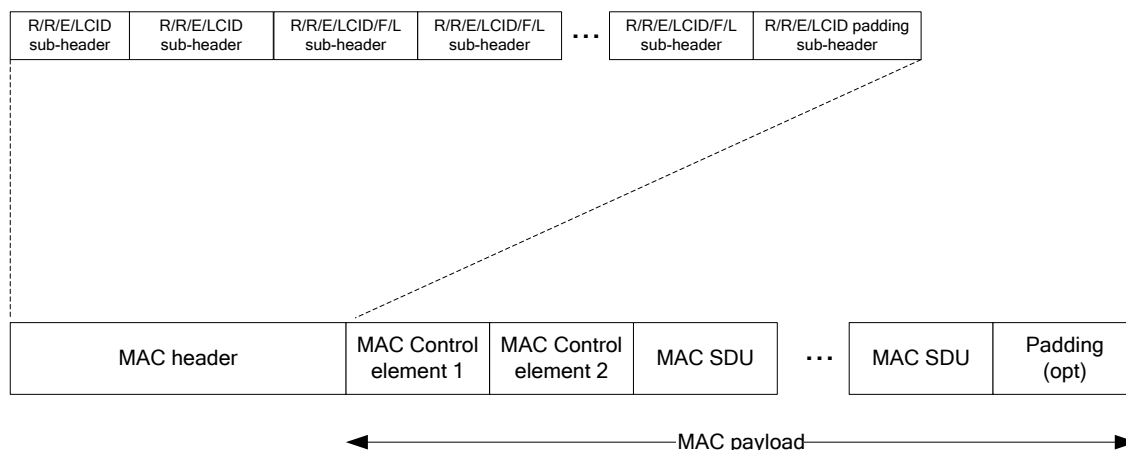 R/R/E/LCID
sub-header
R/R/E/LCID
sub-header
R/R/E/LCID/F/L
sub-header
R/R/E/LCID/F/L
sub-header
...
R/R/E/LCID/F/L
sub-header
R/R/E/LCID padding
sub-header
MAC header
MAC Control
element 1
MAC Control
element 2
MAC SDU
...
MAC SDU
Padding
(opt)
MAC payload